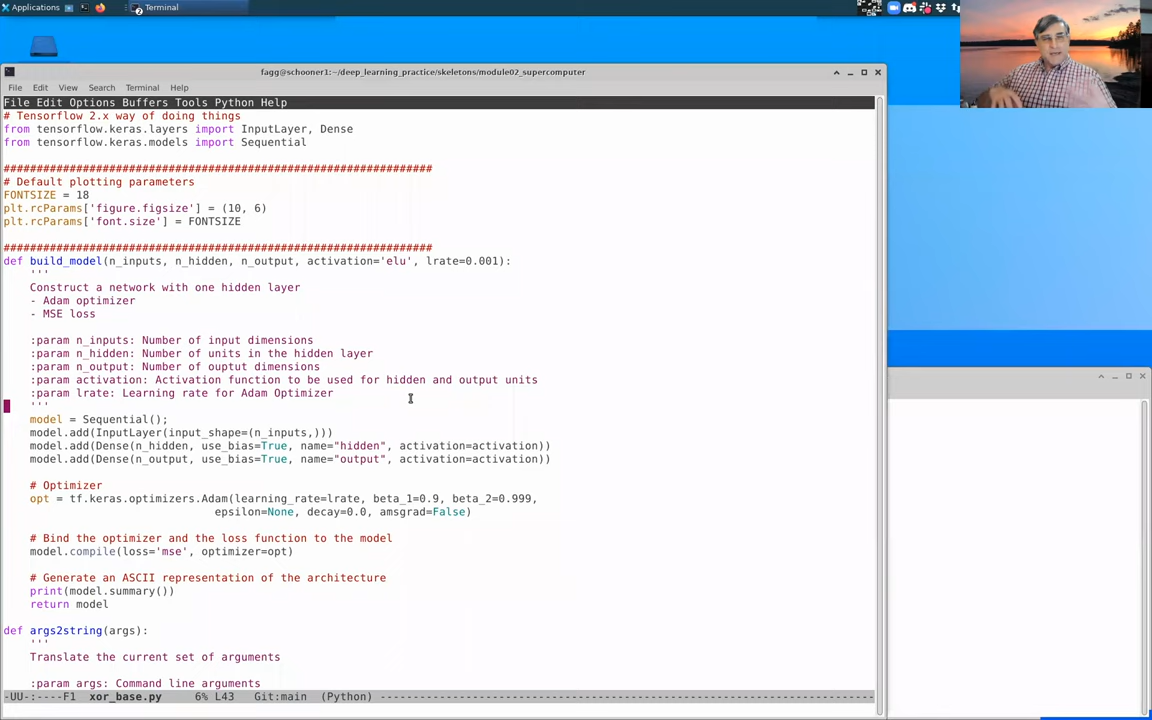 Applications
Terminal
fagg@schooner1:~/deep_learning_practice/skeletons/module02_supercomputer
File Edit View Search Terminal Help
File Edit Options Buffers Tools Python Help
# Tensorflow 2.x way of doing things
from tensorflow.keras.layers import InputLayer, Dense
from tensorflow.keras.models import Sequential
#################################################################
# Default plotting parameters
FONTSIZE = 18
plt.rcParams['figure.figsize'] = (10, 6)
plt.rcParams['font.size'] = FONTSIZE
#################################################################
def build_model(n_inputs, n_hidden, n_output, activation='elu', lrate=0.001):
    '''
    Construct a network with one hidden layer
    - Adam optimizer
    - MSE loss
    :param n_inputs: Number of input dimensions
    :param n_hidden: Number of units in the hidden layer
    :param n_output: Number of ouptut dimensions
    :param activation: Activation function to be used for hidden and output units
    :param lrate: Learning rate for Adam Optimizer
    '''
    model = Sequential();
    model.add(InputLayer(input_shape=(n_inputs,)))
    model.add(Dense(n_hidden, use_bias=True, name="hidden", activation=activation))
    model.add(Dense(n_output, use_bias=True, name="output", activation=activation))
    # Optimizer
    opt = tf.keras.optimizers.Adam(learning_rate=lrate, beta_1=0.9, beta_2=0.999,
                                epsilon=None, decay=0.0, amsgrad=False)
    # Bind the optimizer and the loss function to the model
    model.compile(loss='mse', optimizer=opt)
    # Generate an ASCII representation of the architecture
    print(model.summary())
    return model
def args2string(args):
    '''
    Translate the current set of arguments
    :param args: Command line arguments
-UU-:----F1  xor_base.py     6% L43   Git:main  (Python) ---------------------------------------------------------------------------